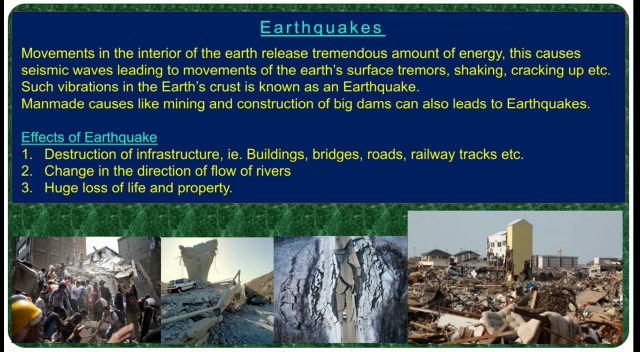 Earthquakes
Movements in the interior of the earth release tremendous amount of energy, this causes
seismic waves leading to movements of the earth's surface tremors, shaking, cracking up etc.
Such vibrations in the Earth's crust is known as an Earthquake.
Manmade causes like mining and construction of big dams can also leads to Earthquakes.
Effects of Earthquake
1. Destruction of infrastructure, ie. Buildings, bridges, roads, railway tracks etc.
2. Change in the direction of flow of rivers
3. Huge loss of life and property.